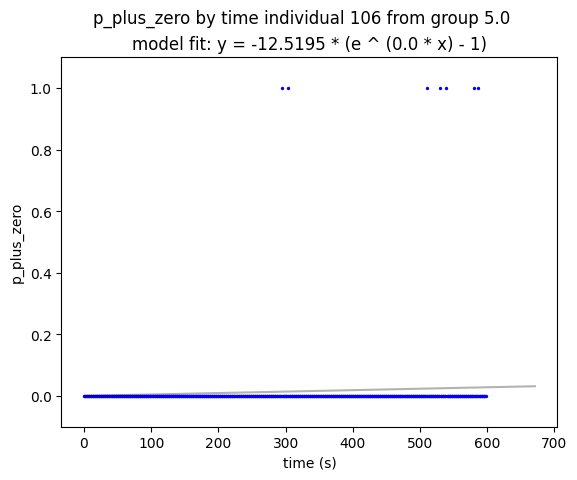 p_plus_zero by time individual 106 from group 5.0
model fit: y = -12.5195 * (e ^ (0.0 * x) - 1)
1.0
0.8
0.6
0.4
0.2
0.0
p_plus_zero
0 100 200 300 400 500 600 700
time (s)